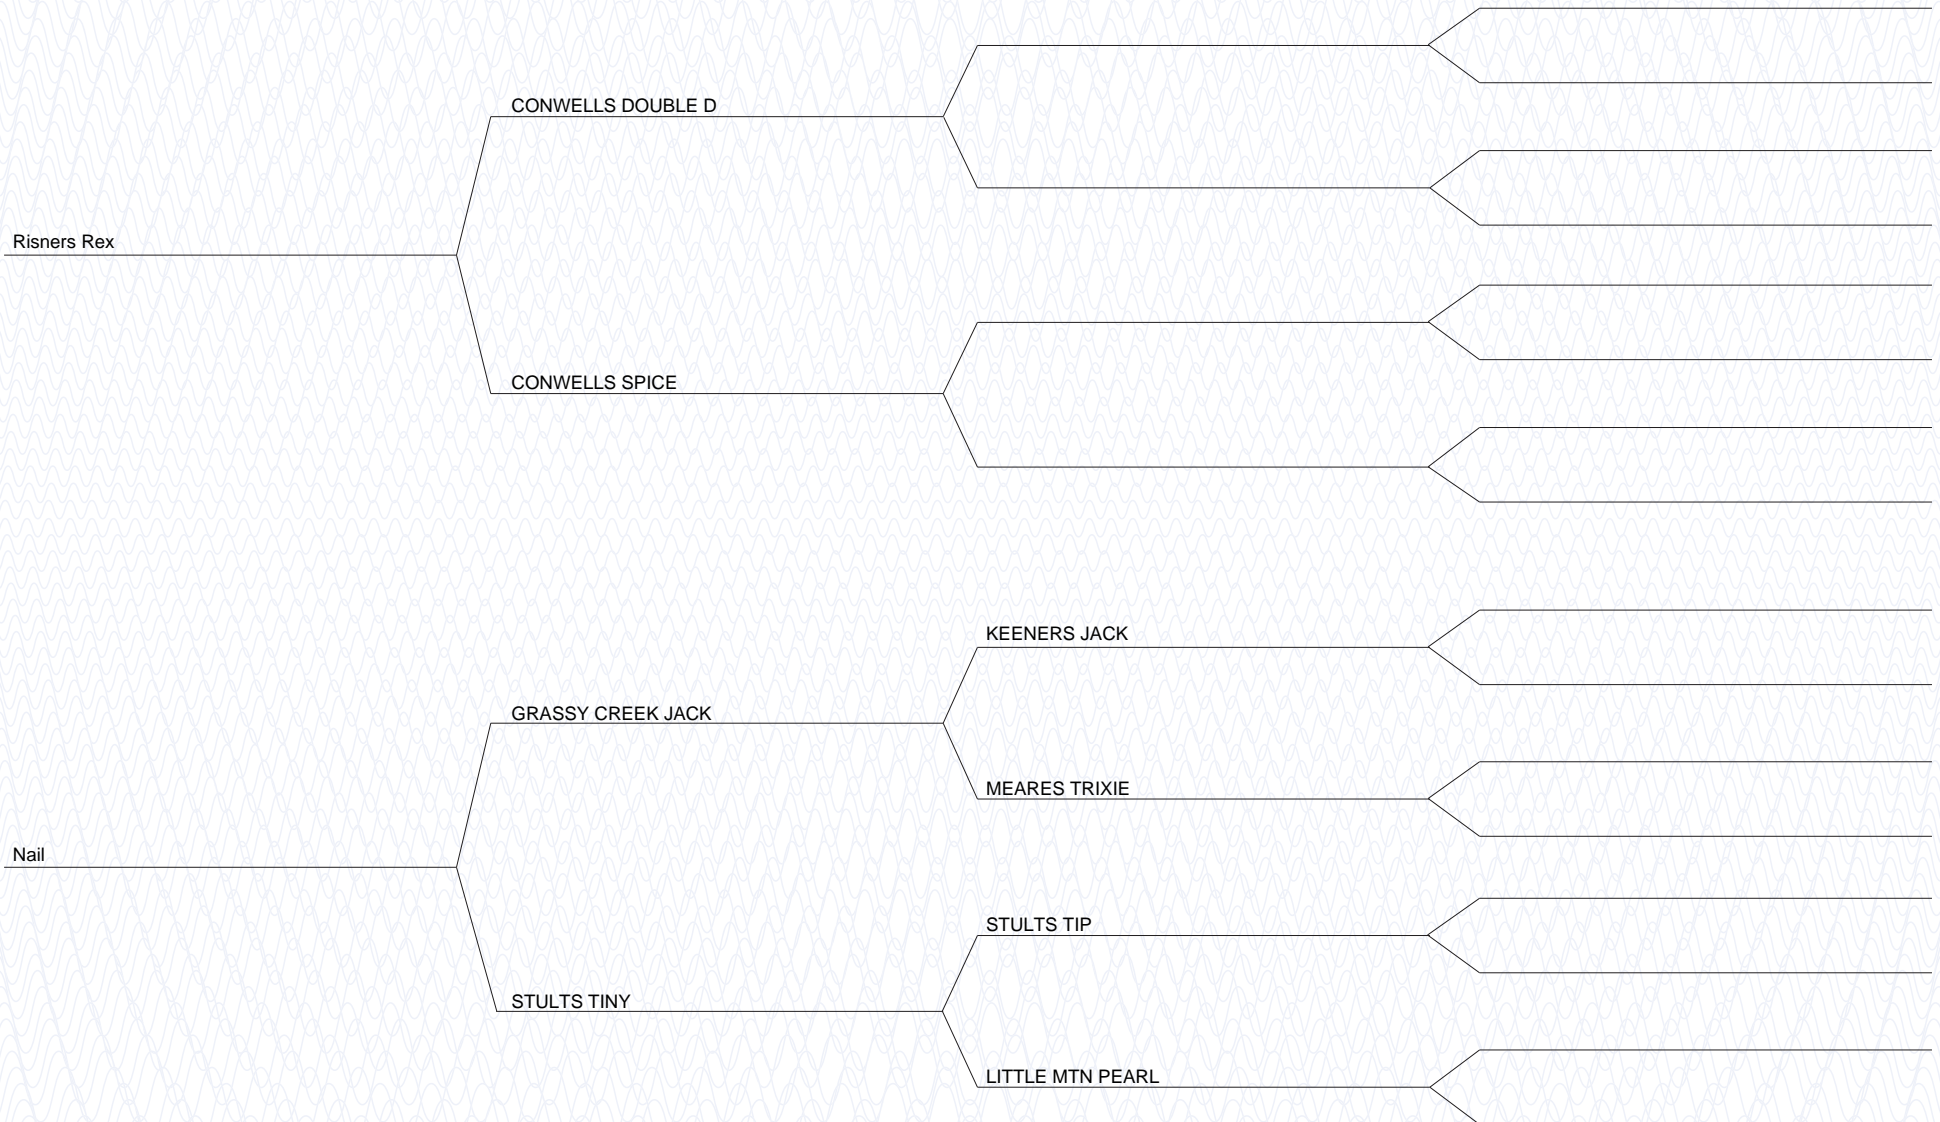 CONWELLS DOUBLE D
Risners Rex
CONWELLS SPICE
KEENERS JACK
GRASSY CREEK JACK
MEARES TRIXIE
Nail
STULTS TIP
STULTS TINY
LITTLE MTN PEARL